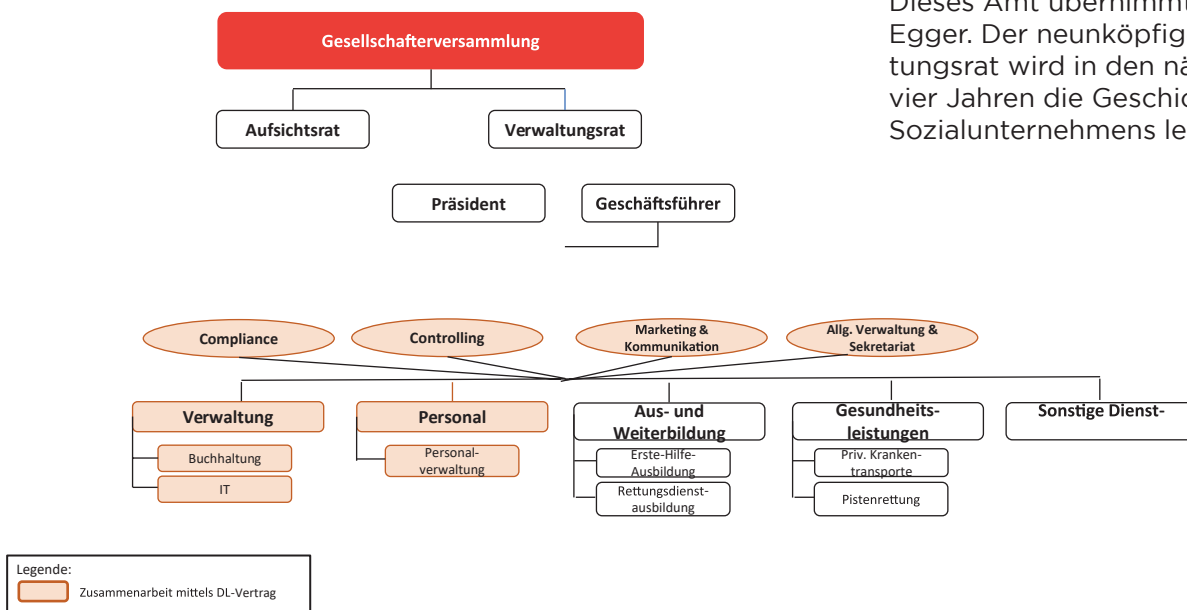 Dieses Amt übernimmt
Egger. Der neunköpfig
tungsrat wird in den nä
vier Jahren die Geschic
Sozialunternehmens le
Gesellschafterversammlung
Aufsichtsrat
Verwaltungsrat
Präsident
Geschäftsführer
Compliance
Controlling
Marketing &
Kommunikation
Allg. Verwaltung &
Sekretariat
Verwaltung
Buchhaltung
IT
Personal
Personal-
verwaltung
Aus- und
Weiterbildung
Erste-Hilfe-
Ausbildung
Rettungsdienst-
ausbildung
Gesundheits-
leistungen
Priv. Kranken-
transporte
Pistenrettung
Sonstige Dienst-
Legende:
Zusammenarbeit mittels DL-Vertrag